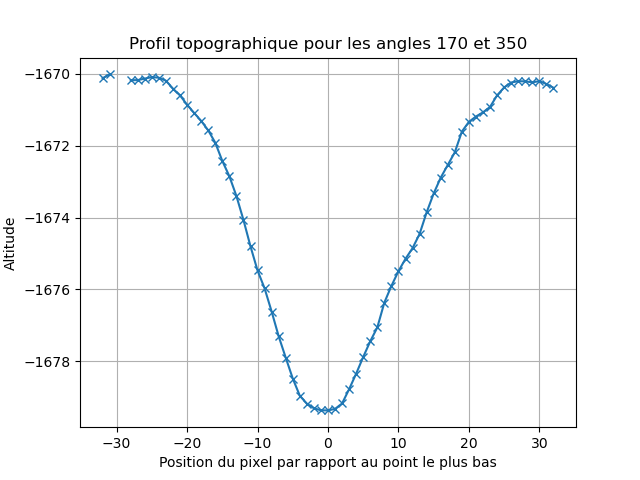 Profil topographique pour les angles 170 et 350
Altitude
−1670
−1672
−1674
−1676
−1678
−30 −20 −10 0 10 20 30
Position du pixel par rapport au point le plus bas